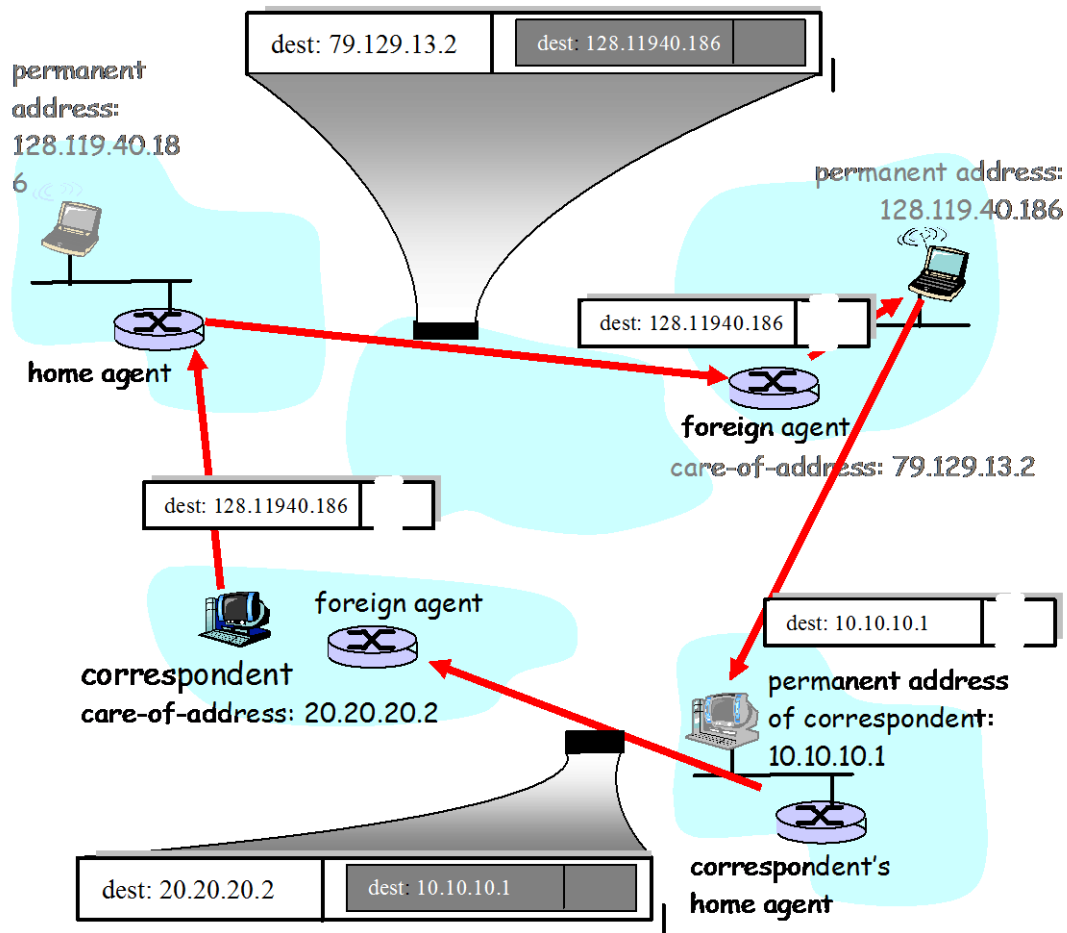 dest: 79.129.13.2
dest: 128.11940.186
permanent
address:
128.119.40.18
6
permanent address:
128.119.40.186
dest: 128.11940.186
home agent
foreign agent
care-of-address: 79.129.13.2
dest: 128.11940.186
foreign agent
correspondent
care-of-address: 20.20.20.2
dest: 10.10.10.1
permanent address
of correspondent:
10.10.10.1
correspondent's
home agent
dest: 20.20.20.2
dest: 10.10.10.1